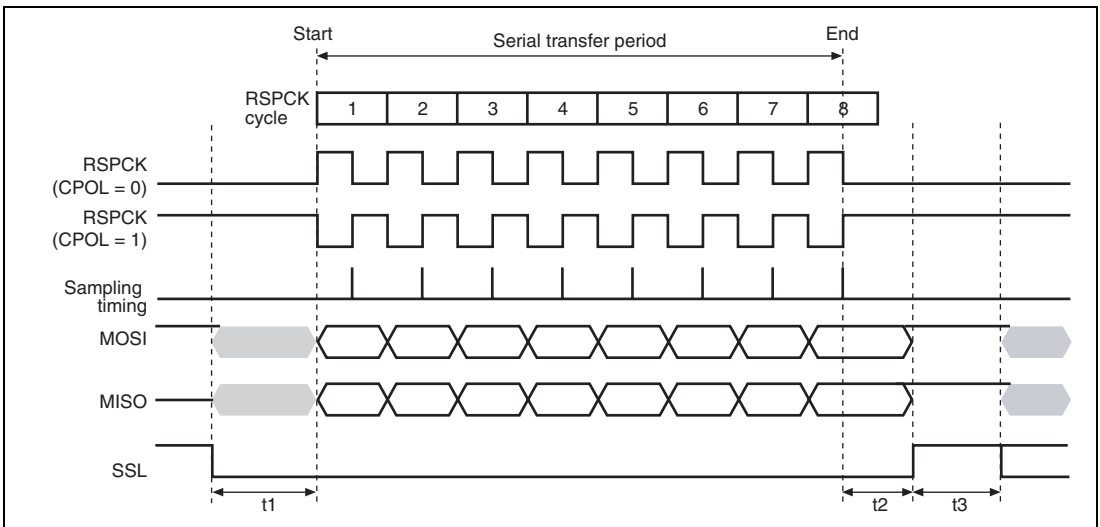 Start
Serial transfer period
End
RSPCK
cycle
1 2 3 4 5 6 7 8
RSPCK
(CPOL = 0)
RSPCK
(CPOL = 1)
Sampling
timing
MOSI
MISO
SSL
t1
t2
t3